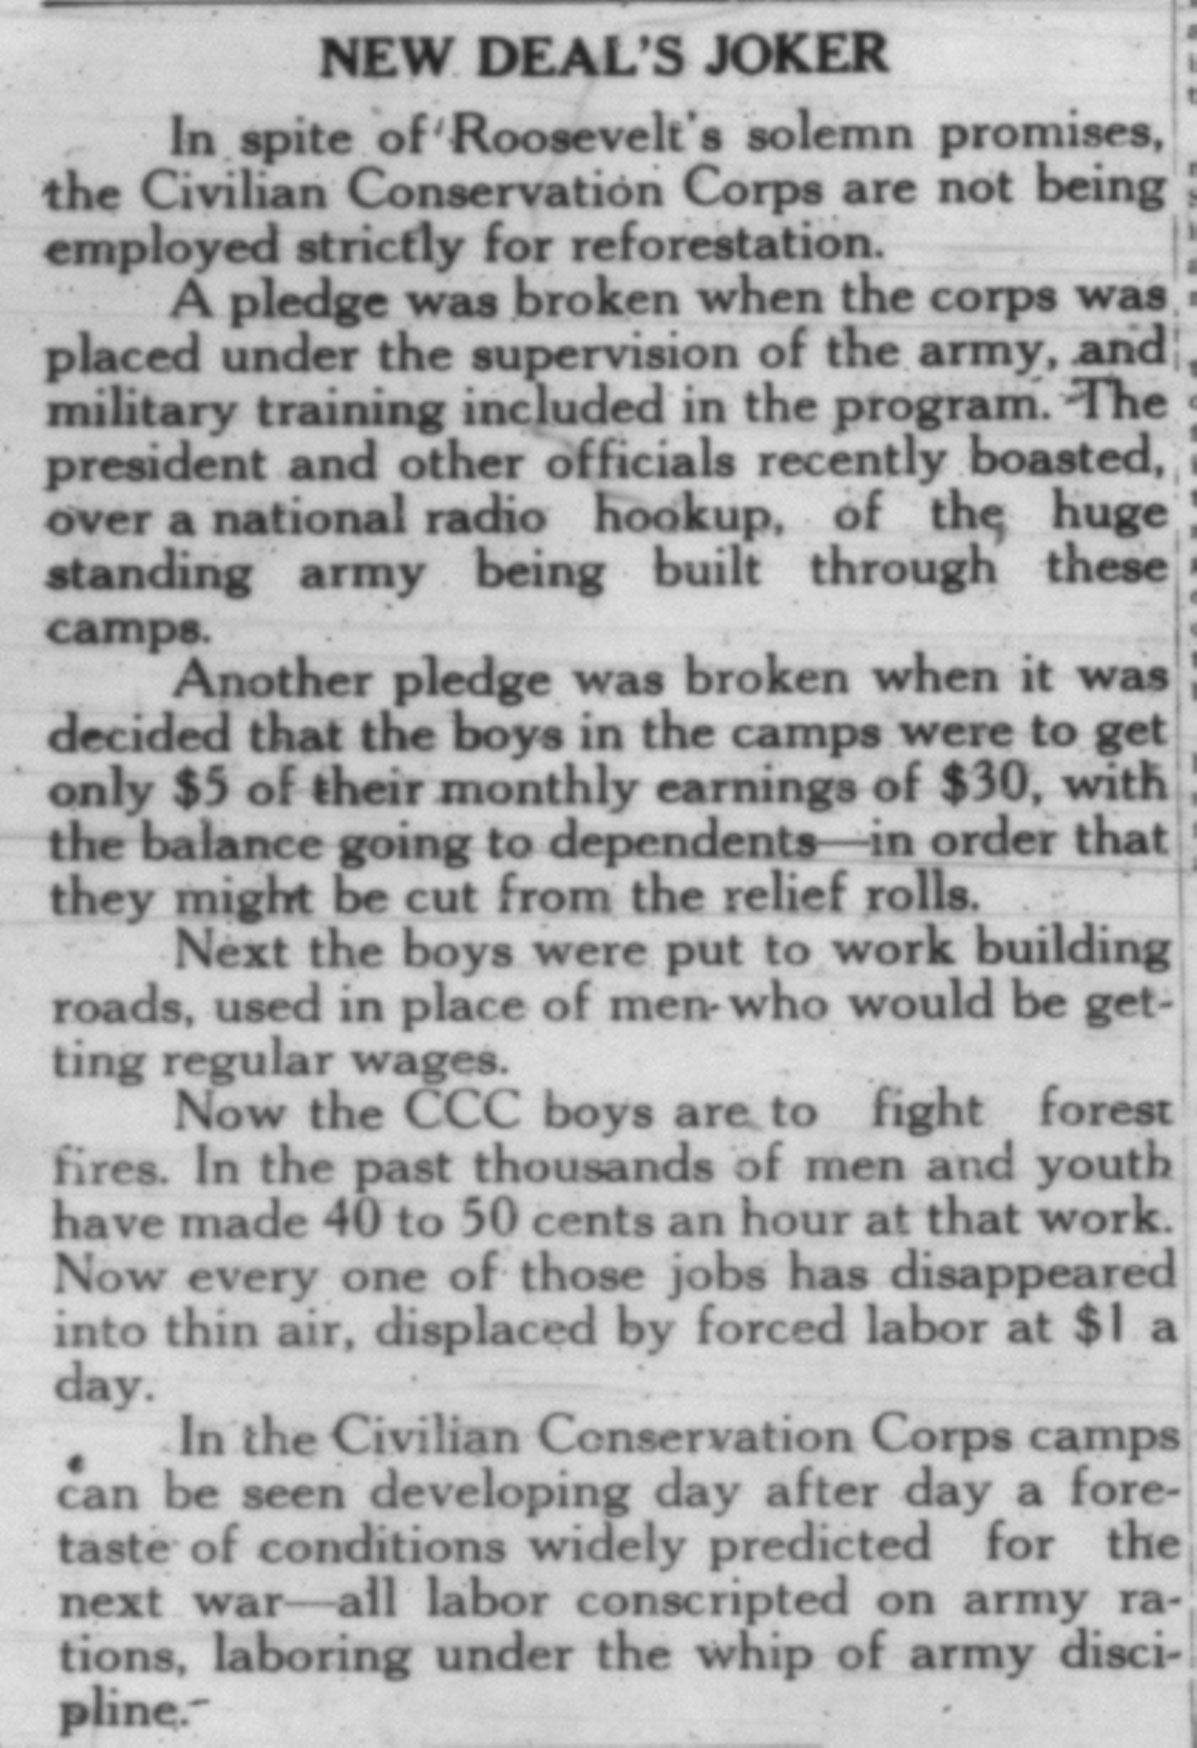 NEW DEAL'S JOKER
In spite of Roosevelt's solemn promises,
the Civilian Conservation Corps are not being
employed strictly for reforestation.
A pledge was broken when the corps was
placed under the supervision of the army, and
military training included in the program. The
president and other officials recently boasted,
over a national radio hookup, of the huge
standing army being built through these
camps.
Another pledge was broken when it was
decided that the boys in the camps were to get
only $5 of their monthly earnings of $30, with
the balance going to dependents—in order that
they might be cut from the relief rolls.
Next the boys were put to work building
roads, used in place of men who would be get-
ting regular wages.
Now the CCC boys are to fight forest
fires. In the past thousands of men and youth
have made 40 to 50 cents an hour at that work.
Now every one of those jobs has disappeared
into thin air, displaced by forced labor at $1 a
day.
In the Civilian Conservation Corps camps
can be seen developing day after day a fore-
taste of conditions widely predicted for the
next war—all labor conscripted on army ra-
tions, laboring under the whip of army disci-
pline.